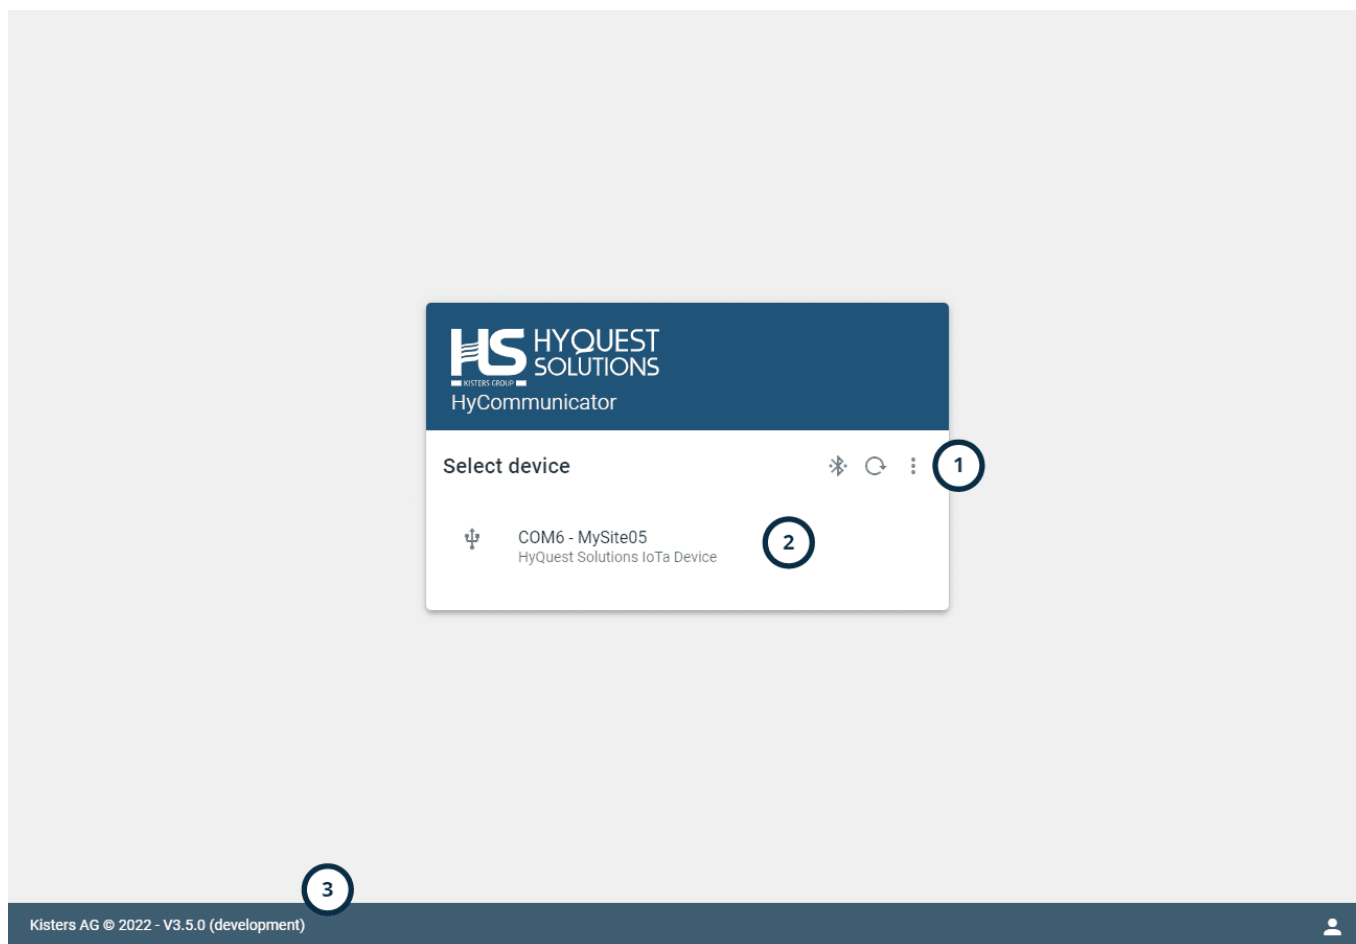 HS HYQUEST
SOLUTIONS
KISTERS GROUP
HyCommunicator
Select device
1
COM6 - MySite05
HyQuest Solutions IoTa Device
2
3
Kisters AG © 2022 - V3.5.0 (development)